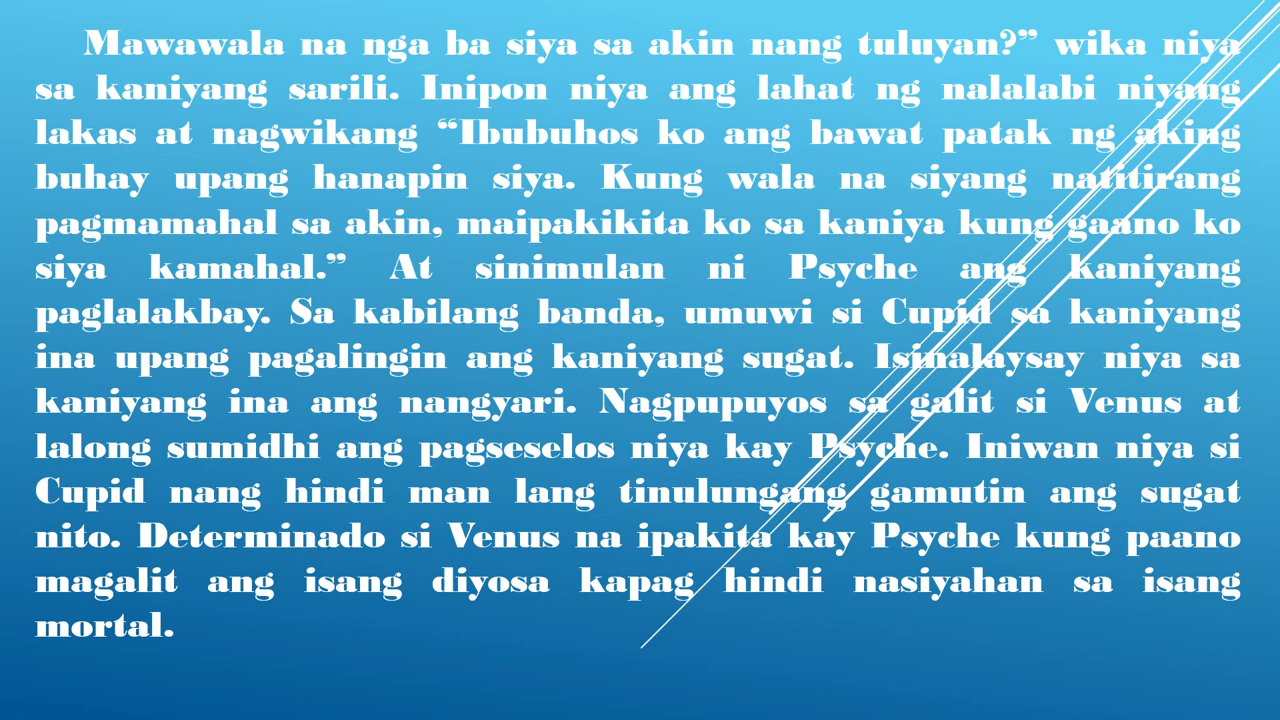 Mawawala na nga ba siya sa akin nang tuluyan?” wika niya
sa kaniyang sarili. Inipon niya ang lahat ng nalalabi niyang
lakas at nagwikang “Ibubuhos ko ang bawat patak ng aking
buhay upang hanapin siya. Kung wala na siyang natitirang
pagmamahal sa akin, maipakikita ko sa kaniya kung gaano ko
siya kamahal.” At sinimulan ni Psyche ang kaniyang
paglalakbay. Sa kabilang banda, umuwi si Cupid sa kaniyang
ina upang pagalingin ang kaniyang sugat. Isinalaysay niya sa
kaniyang ina ang nangyari. Nagpupuyos sa galit si Venus at
lalong sumidhi ang pagseselos niya kay Psyche. Iniwan niya si
Cupid nang hindi man lang tinulungang gamutin ang sugat
nito. Determinado si Venus na ipakita kay Psyche kung paano
magalit ang isang diyosa kapag hindi nasiyahan sa isang
mortal.